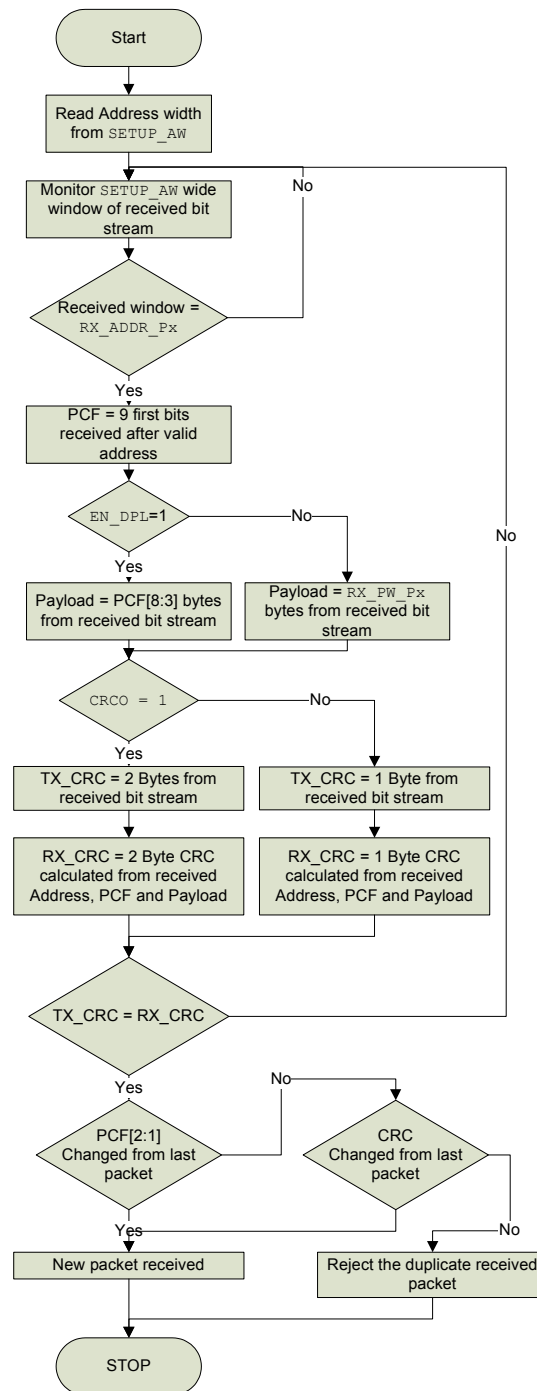 Start
Read Address width
from SETUP_AW
No
Monitor SETUP_AW wide
window of received bit
stream
Received window =
RX_ADDR_Px
Yes
PCF = 9 first bits
received after valid
address
EN_DPL=1
No
No
Yes
Payload = PCF[8:3] bytes
from received bit stream
Payload = RX_PW_Px
bytes from received bit
stream
CRCO = 1
No
Yes
TX_CRC = 2 Bytes from
received bit stream
TX_CRC = 1 Byte from
received bit stream
RX_CRC = 2 Byte CRC
calculated from received
Address, PCF and Payload
RX_CRC = 1 Byte CRC
calculated from received
Address, PCF and Payload
TX_CRC = RX_CRC
Yes
No
PCF[2:1]
Changed from last
packet
CRC
Changed from last
packet
Yes
No
New packet received
Reject the duplicate received
packet
STOP